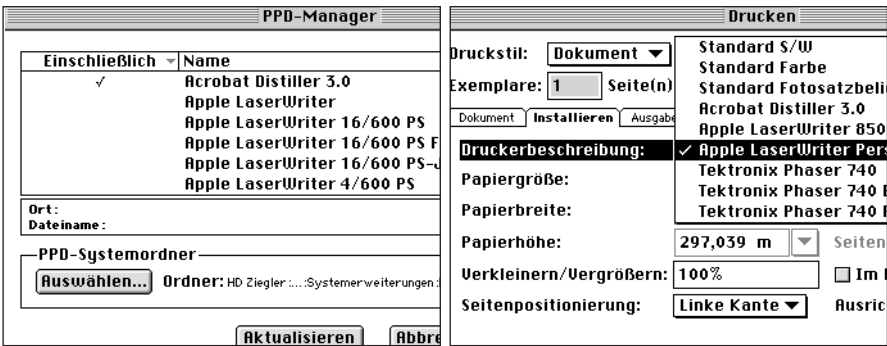 PPD-Manager
Einschließlich Name
√ Acrobat Distiller 3.0
Apple LaserWriter
Apple LaserWriter 16/600 PS
Apple LaserWriter 16/600 PS F
Apple LaserWriter 16/600 PS-J
Apple LaserWriter 4/600 PS
Ort:
Dateiname:
PPD-Systemordner
Auswählen... Ordner: HD Ziegler :...:Systemerweiterungen:
Aktualisieren Abbre
Drucken
Druckstil: Dokument
Exemplare: 1 Seite(n)
Dokument Installieren Ausgabe
Standard S/W
Standard Farbe
Standard Fotosatzbeli
Acrobat Distiller 3.0
Apple LaserWriter 850
✓ Apple LaserWriter Pers
Tektronix Phaser 740
Tektronix Phaser 740 E
Tektronix Phaser 740 F
Druckerbeschreibung:
Papiergröße:
Papierbreite:
Papierhöhe: 297,039 m Seiten
Verkleinern/Vergrößern: 100% Im
Seitenpositionierung: Linke Kante Ausric